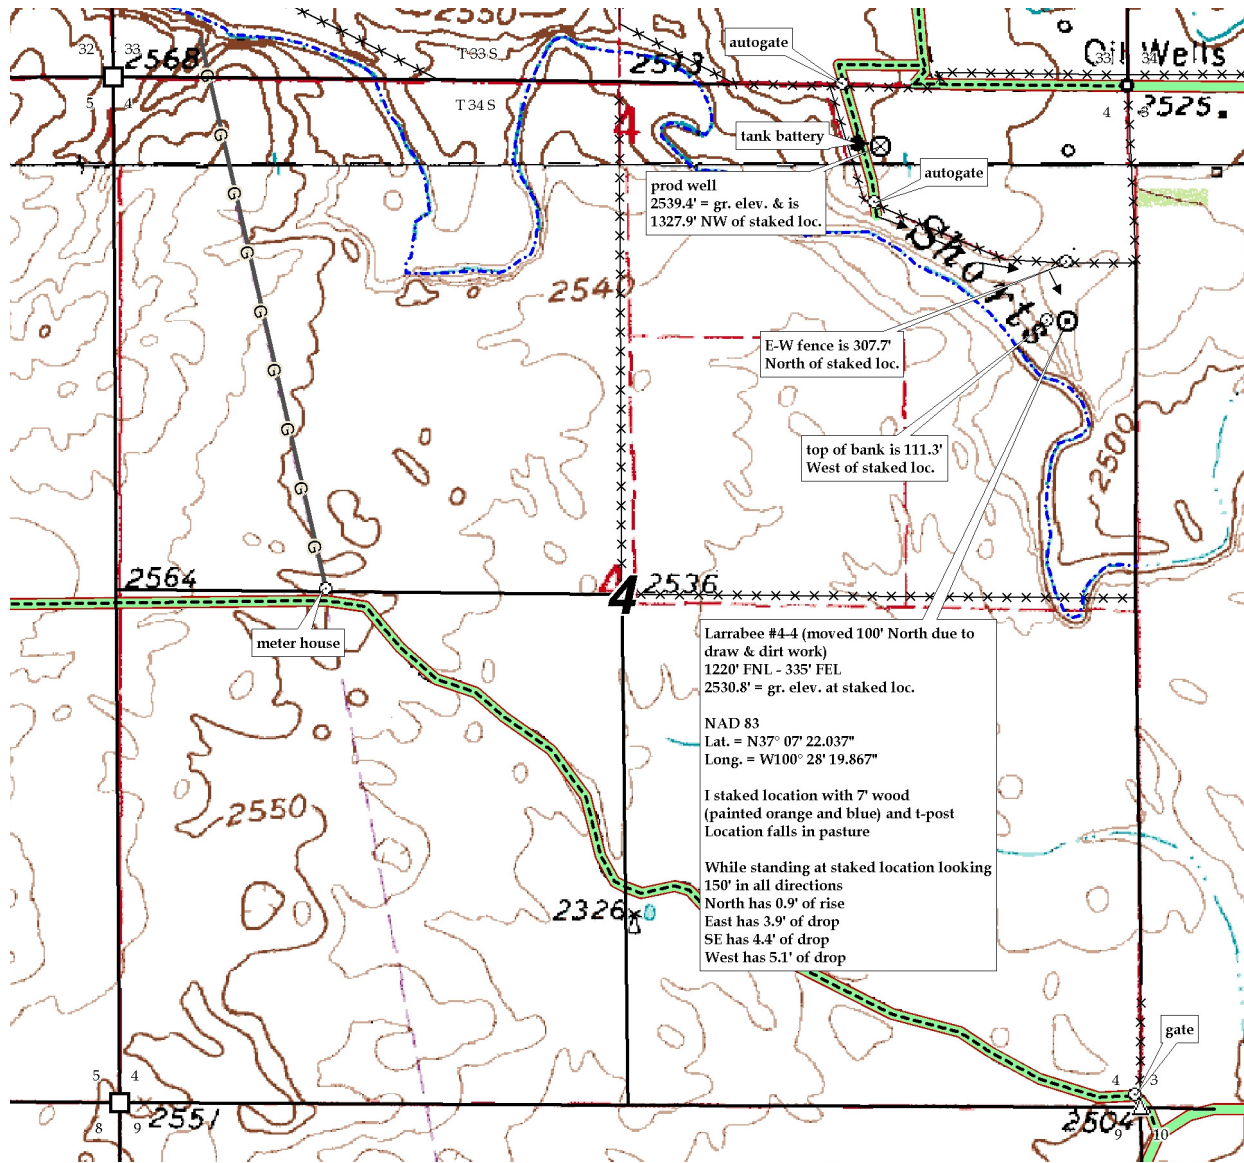 2550
32 33
2568
T 33 S
2513
autogate
33 34
Oil Wells
5 4
T 34 S
4
4 3
2525.
tank battery
autogate
prod well
2539.4' = gr. elev. & is
1327.9' NW of staked loc.
Shorts
2540
E-W fence is 307.7'
North of staked loc.
top of bank is 111.3'
West of staked loc.
2500
G
G
G
G
G
G
G
G
G
2564
4
4
2536
meter house
Larrabee #4-4 (moved 100' North due to
draw & dirt work)
1220' FNL - 335' FEL
2530.8' = gr. elev. at staked loc.
NAD 83
Lat. = N37° 07' 22.037"
Long. = W100° 28' 19.867"
I staked location with 7' wood
(painted orange and blue) and t-post
Location falls in pasture
While standing at staked location looking
150' in all directions
North has 0.9' of rise
East has 3.9' of drop
SE has 4.4' of drop
West has 5.1' of drop
2550
2326
gate
5 4
4 3
2551
2504
8 9
9 10